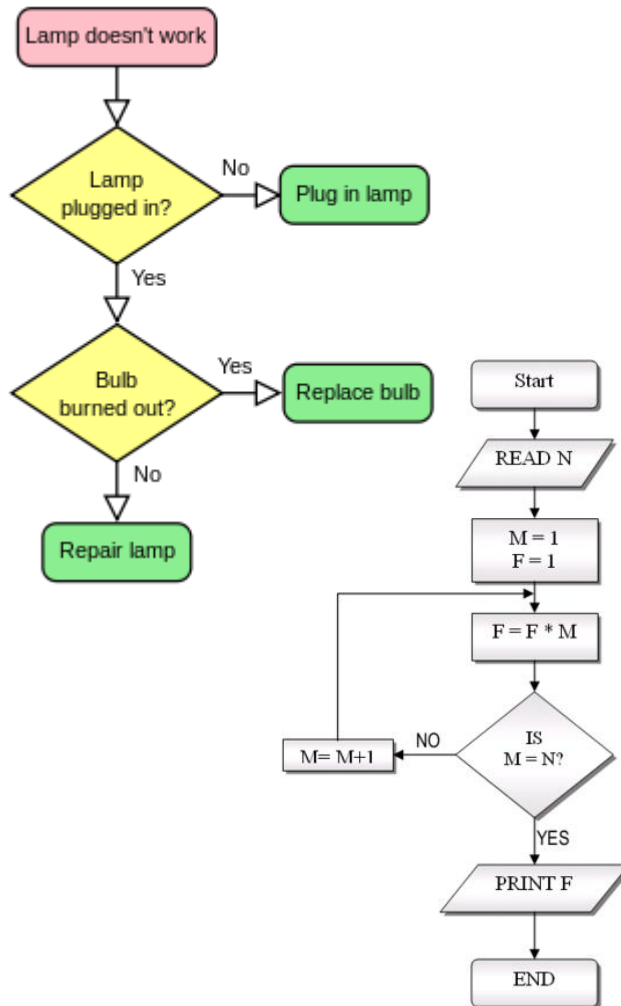 Lamp doesn't work
Lamp
plugged in?
No
Plug in lamp
Yes
Bulb
burned out?
Yes
Replace bulb
No
Repair lamp
Start
READ N
M = 1
F = 1
F = F * M
IS
M = N?
NO
M= M+1
YES
PRINT F
END